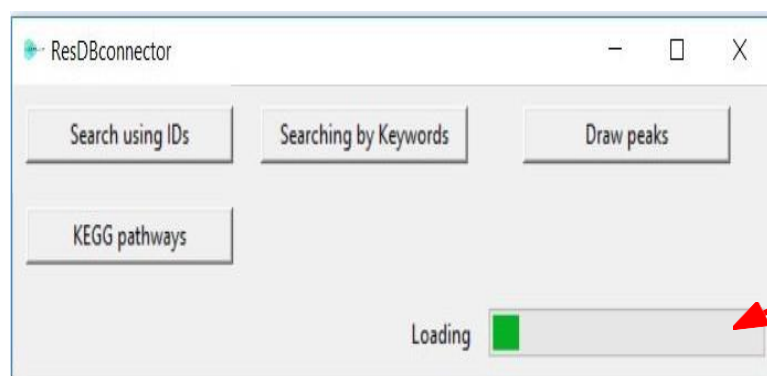 ResDBconnector
Search using IDs Searching by Keywords Draw peaks
KEGG pathways
Loading